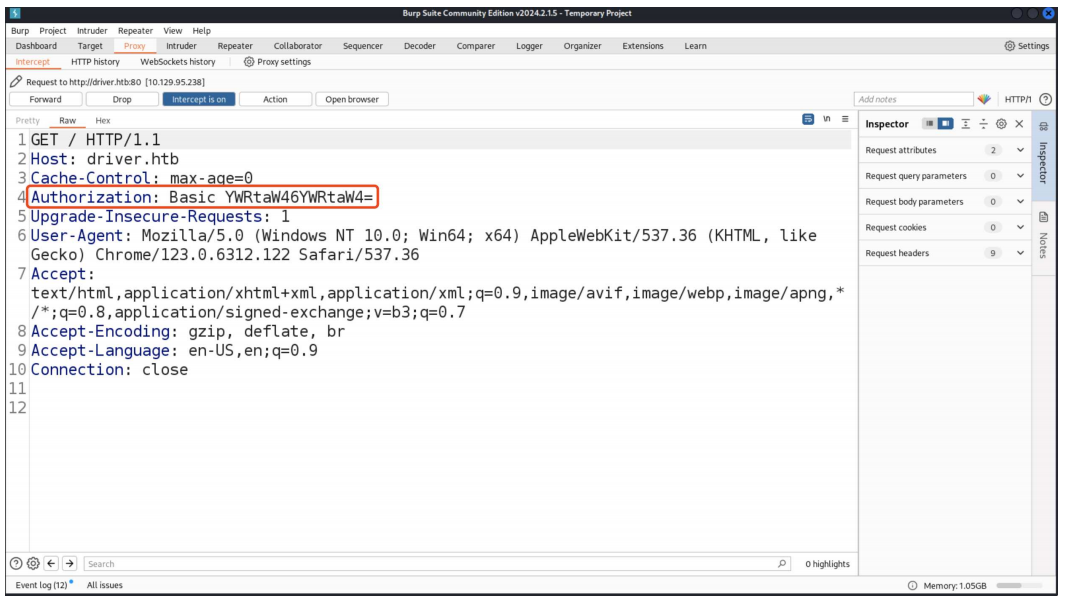 Burp Suite Community Edition v2024.2.1.5 - Temporary Project
Burp Project Intruder Repeater View Help
Dashboard Target Proxy Intruder Repeater Collaborator Sequencer Decoder Comparer Logger Organizer Extensions Learn Settings
Intercept HTTP history WebSockets history Proxy settings
Request to http://driver.htb:80 [10.129.95.238]
Forward Drop Intercept is on Action Open browser Add notes HTTP/1
Pretty Raw Hex \n
Inspector
Request attributes 2
Request query parameters 0
Request body parameters 0
Request cookies 0
Request headers 9
Inspector
Notes
1 GET / HTTP/1.1
2 Host: driver.htb
3 Cache-Control: max-age=0
4 Authorization: Basic YWRtaW46YWRtaW4=
5 Upgrade-Insecure-Requests: 1
6 User-Agent: Mozilla/5.0 (Windows NT 10.0; Win64; x64) AppleWebKit/537.36 (KHTML, like
Gecko) Chrome/123.0.6312.122 Safari/537.36
7 Accept:
text/html,application/xhtml+xml,application/xml;q=0.9,image/avif,image/webp,image/apng,*
/*;q=0.8,application/signed-exchange;v=b3;q=0.7
8 Accept-Encoding: gzip, deflate, br
9 Accept-Language: en-US,en;q=0.9
10 Connection: close
11
12
Search 0 highlights
Event log (12) All issues Memory: 1.05GB